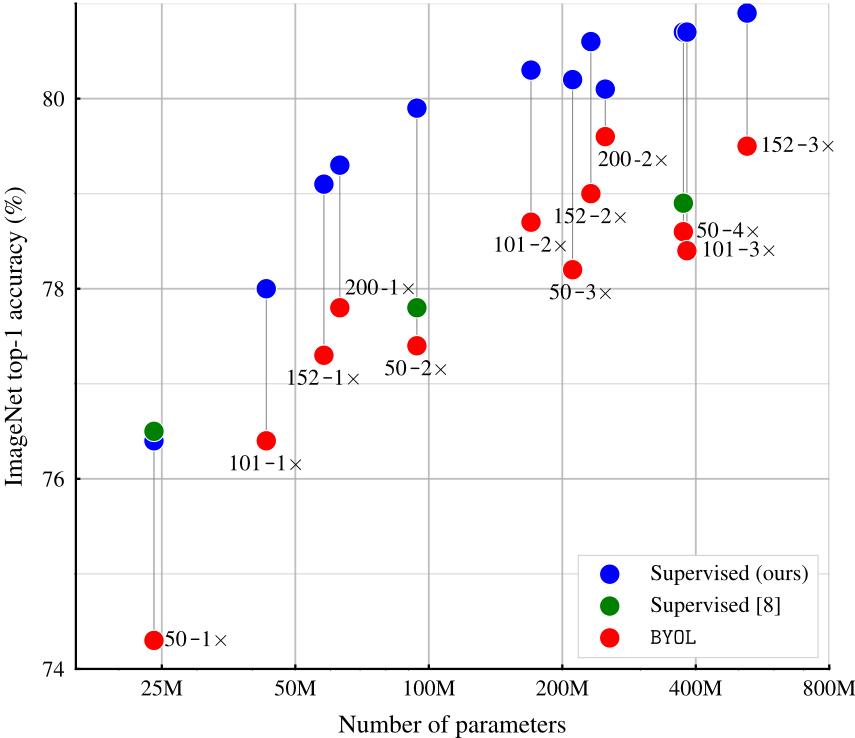 ImageNet top-1 accuracy (%)
80
78
76
74
152-3×
200-2×
152-2×
50-4×
101-2×
101-3×
200-1×
50-3×
50-2×
152-1×
101-1×
50-1×
Supervised (ours)
Supervised [8]
BYOL
25M 50M 100M 200M 400M 800M
Number of parameters